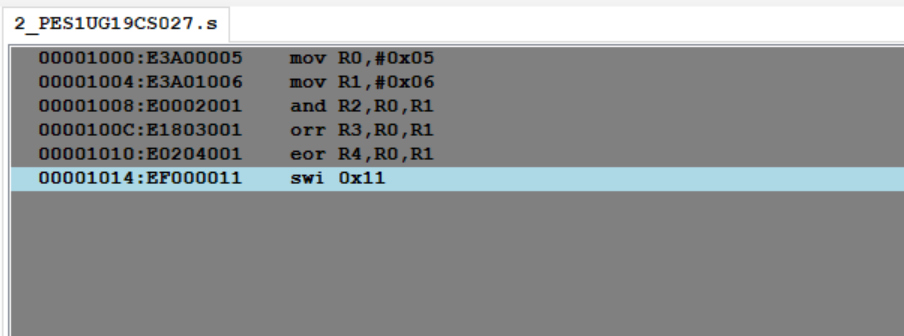 2_PES1UG19CS027.s
00001000:E3A00005 mov R0,#0x05
00001004:E3A01006 mov R1,#0x06
00001008:E0002001 and R2,R0,R1
0000100C:E1803001 orr R3,R0,R1
00001010:E0204001 eor R4,R0,R1
00001014:EF000011 swi 0x11